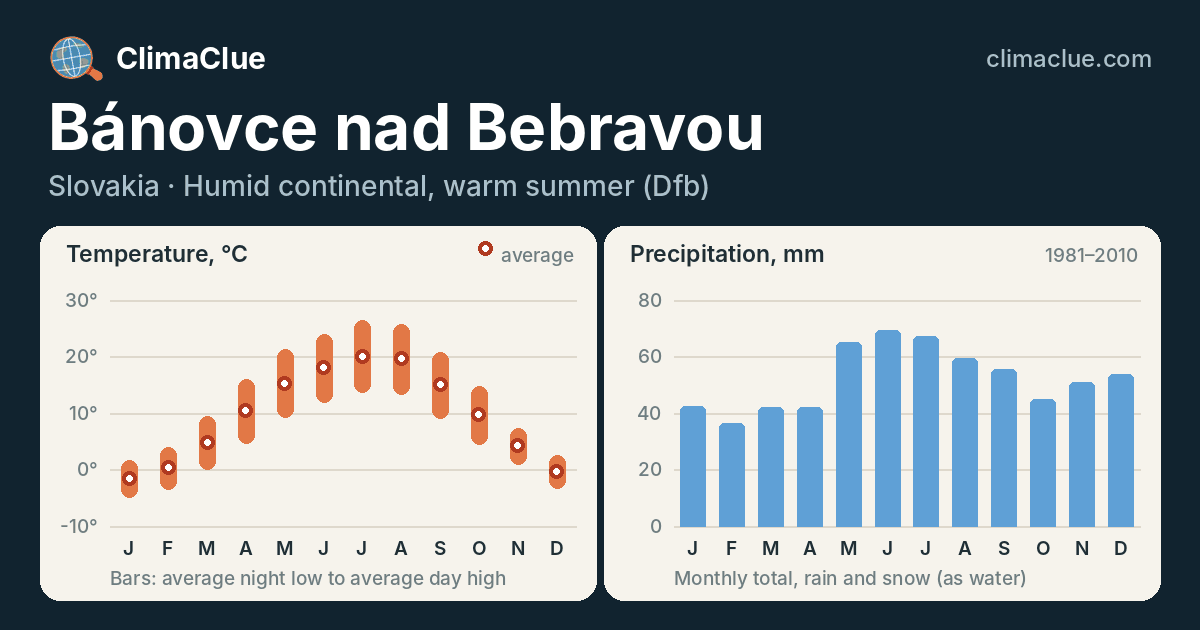 ClimaClue
climaclue.com
Bánovce nad Bebravou
Slovakia · Humid continental, warm summer (Dfb)
Temperature, °C
average
30°
20°
10°
0°
-10°
J F M A M J J A S O N D
Bars: average night low to average day high
Precipitation, mm
1981–2010
80
60
40
20
0
J F M A M J J A S O N D
Monthly total, rain and snow (as water)